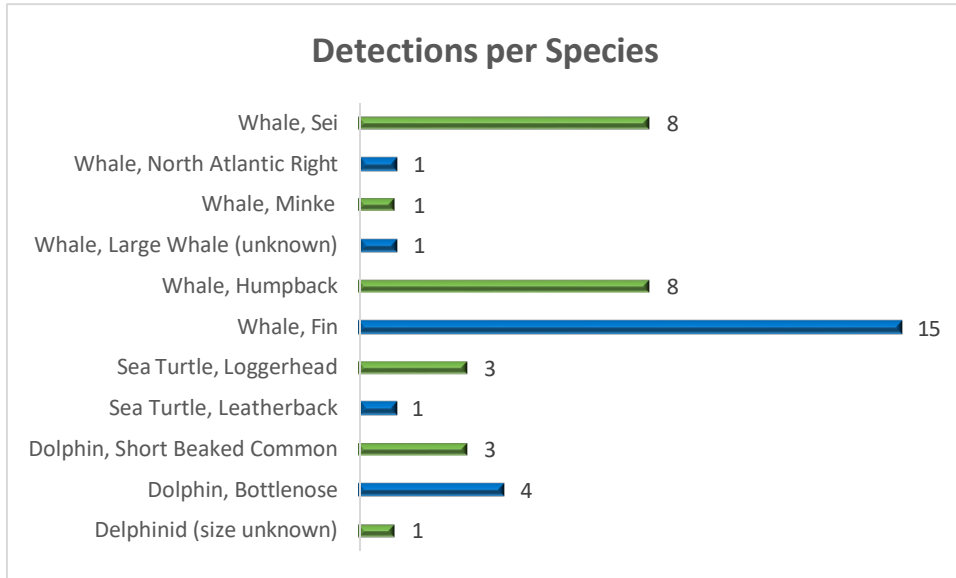 Detections per Species
Whale, Sei 8
Whale, North Atlantic Right 1
Whale, Minke 1
Whale, Large Whale (unknown) 1
Whale, Humpback 8
Whale, Fin 15
Sea Turtle, Loggerhead 3
Sea Turtle, Leatherback 1
Dolphin, Short Beaked Common 3
Dolphin, Bottlenose 4
Delphinid (size unknown) 1